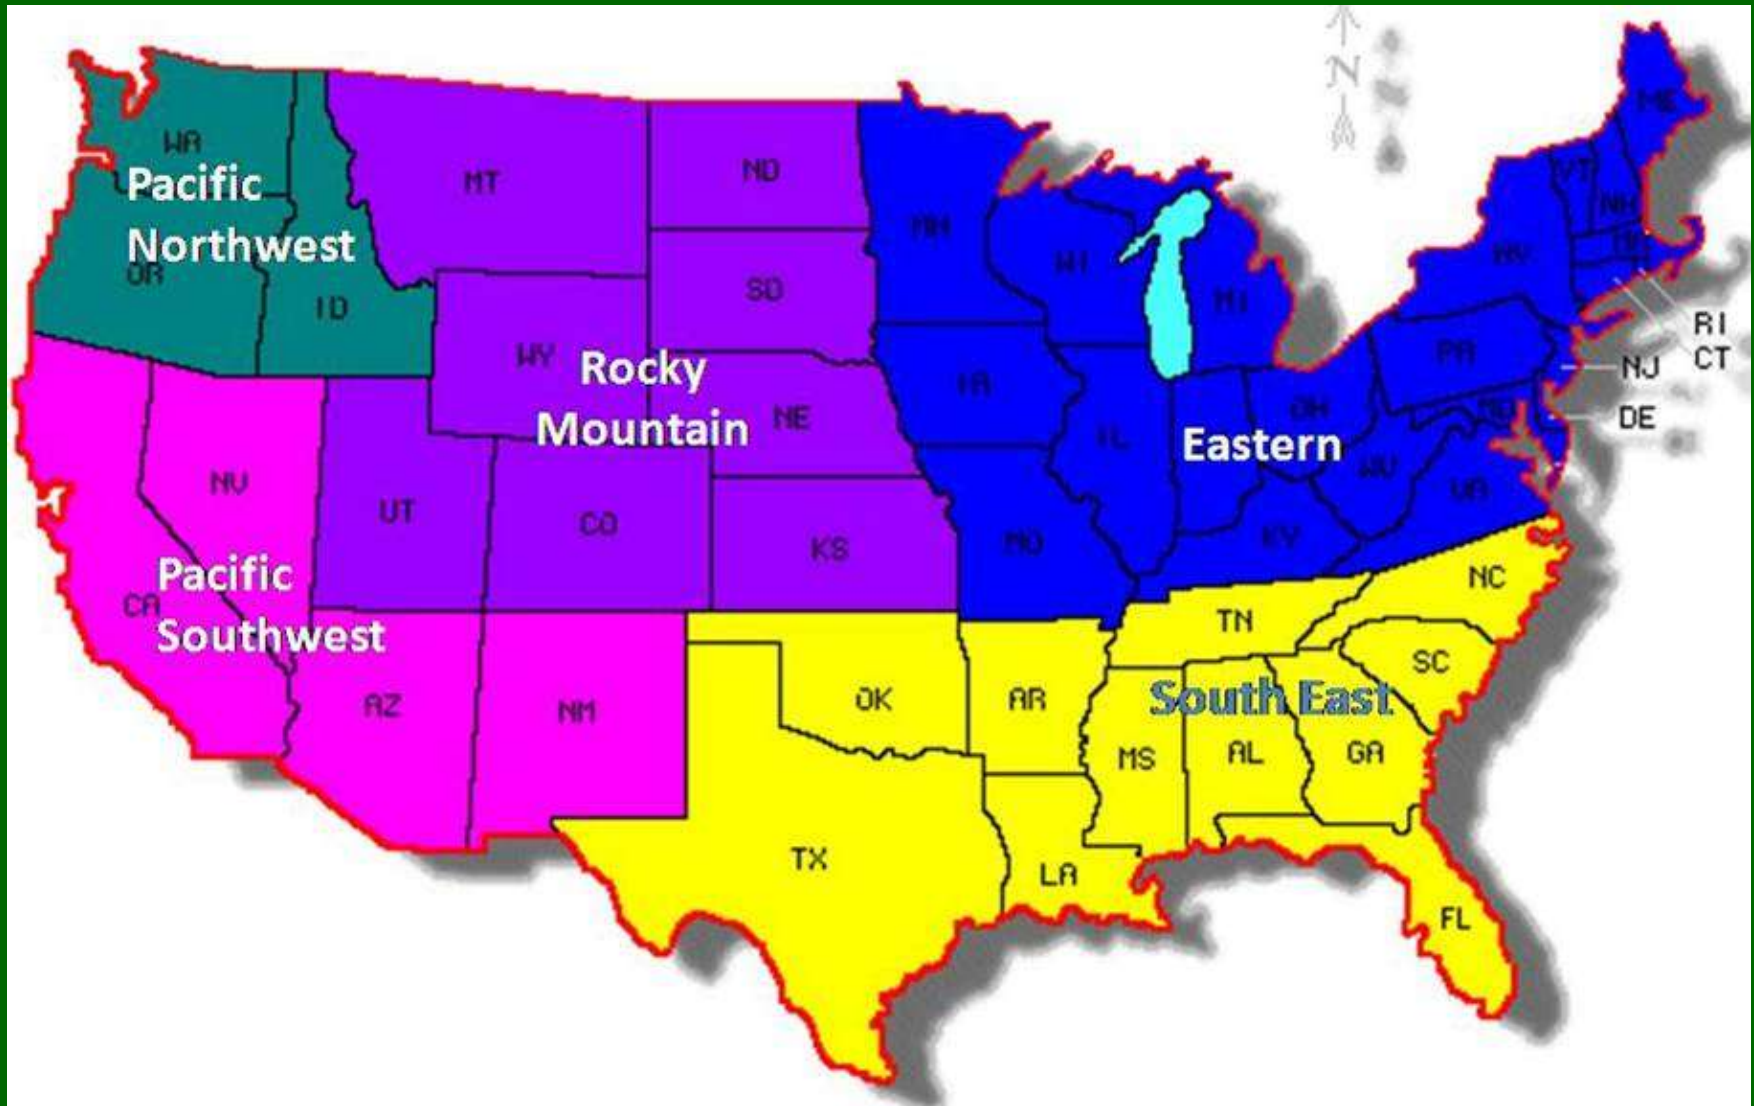 N
ME
WA
VT
Pacific
MT
ND
NH
Northwest
MN
MA
OR
WI
NY
ID
SD
MI
RI
WY
Rocky
PA
CT
NJ
IA
Mountain
NE
OH
MD
DE
IL
Eastern
WV
NV
VA
UT
CO
KS
MO
KY
Pacific
NC
CA
Southwest
TN
SC
AZ
NM
OK
AR
South East
MS
AL
GA
TX
LA
FL